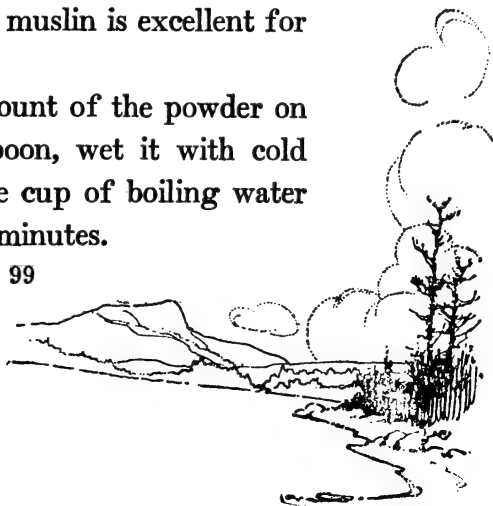 muslin is excellent for
ount of the powder on
poon, wet it with cold
e cup of boiling water
minutes.
99